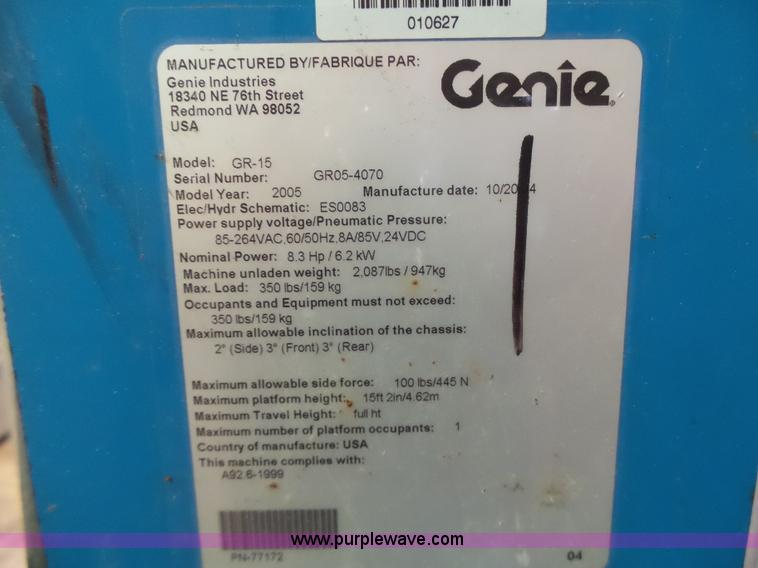 010627
MANUFACTURED BY/FABRIQUE PAR:
Genie Industries
18340 NE 76th Street
Redmond WA 98052
USA
Genie
Model: GR-15
Serial Number: GR05-4070
Model Year: 2005 Manufacture date: 10/2004
Elec/Hydr Schematic: ES0083
Power supply voltage/Pneumatic Pressure:
85-264VAC,60/50Hz,8A/85V,24VDC
Nominal Power: 8.3 Hp / 6.2 kW
Machine unladen weight: 2,087lbs / 947kg
Max. Load: 350 lbs/159 kg
Occupants and Equipment must not exceed:
350 lbs/159 kg
Maximum allowable inclination of the chassis:
2° (Side) 3° (Front) 3° (Rear)
Maximum allowable side force: 100 lbs/445 N
Maximum platform height: 15ft 2in/4.62m
Maximum Travel Height: full ht
Maximum number of platform occupants: 1
Country of manufacture: USA
This machine complies with:
A92.6-1999
PN-77172
04
www.purplewave.com